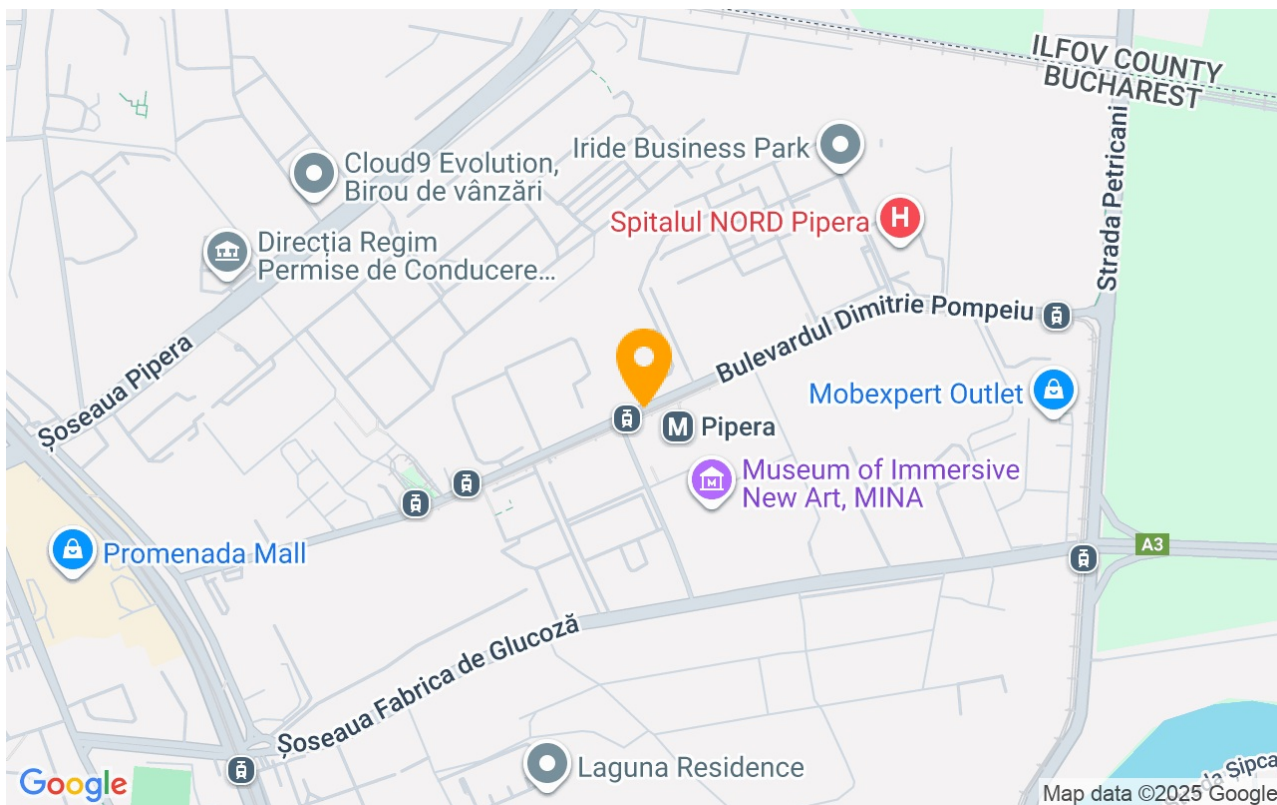 ILFOV COUNTY
BUCHAREST
Strada Petricani
Iride Business Park
Cloud9 Evolution,
Birou de vânzări
Spitalul NORD Pipera
H
Direcția Regim
Permise de Conducere...
Bulevardul Dimitrie Pompeiu
Șoseaua Pipera
Mobexpert Outlet
M Pipera
Museum of Immersive
New Art, MINA
M
Promenada Mall
A3
Șoseaua Fabrica de Glucoză
Laguna Residence
Google
Map data ©2025 Google